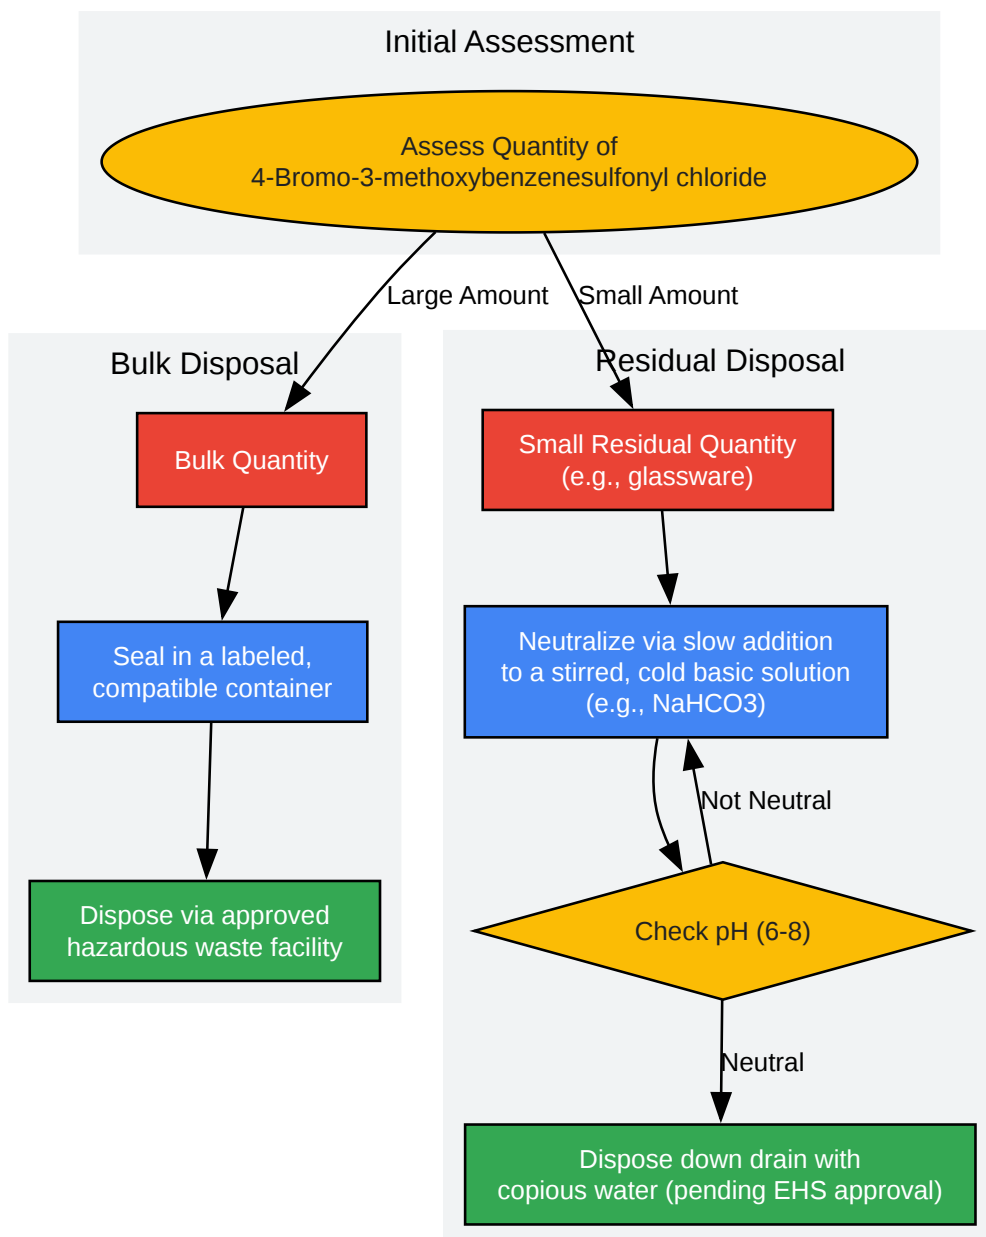 Initial Assessment
Assess Quantity of
4-Bromo-3-methoxybenzenesulfonyl chloride
Large Amount
Small Amount
Bulk Disposal
Bulk Quantity
Seal in a labeled,
compatible container
Dispose via approved
hazardous waste facility
Residual Disposal
Small Residual Quantity
(e.g., glassware)
Neutralize via slow addition
to a stirred, cold basic solution
(e.g., NaHCO3)
Not Neutral
Check pH (6-8)
Neutral
Dispose down drain with
copious water (pending EHS approval)